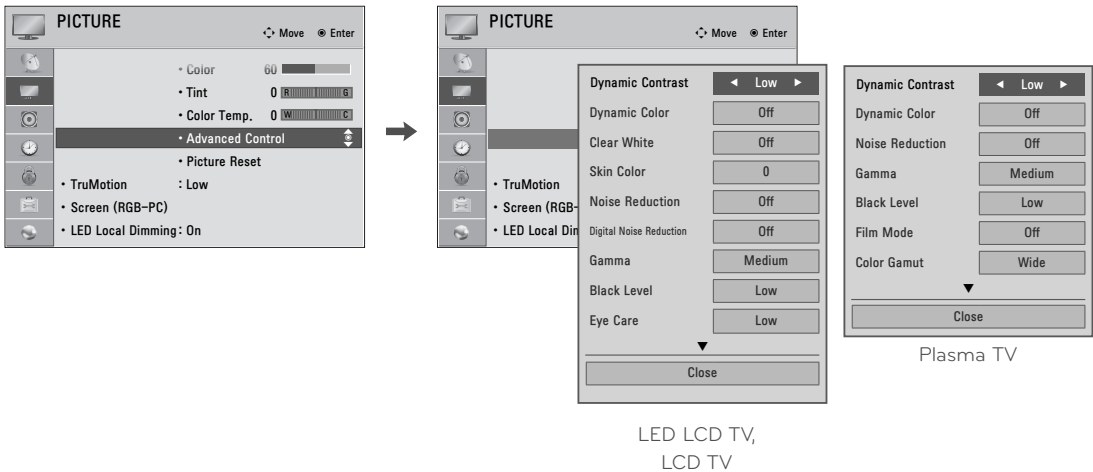 PICTURE
Move Enter
• Color 60
• Tint 0 R G
• Color Temp. 0 W C
• Advanced Control
• Picture Reset
• TruMotion : Low
• Screen (RGB-PC)
• LED Local Dimming : On
PICTURE
Move Enter
• TruMotion
• Screen (RGB-
• LED Local Dim
Dynamic Contrast ◄ Low ►
Dynamic Color Off
Clear White Off
Skin Color 0
Noise Reduction Off
Digital Noise Reduction Off
Gamma Medium
Black Level Low
Eye Care Low
▼
Close
LED LCD TV,
LCD TV
Dynamic Contrast ◄ Low ►
Dynamic Color Off
Noise Reduction Off
Gamma Medium
Black Level Low
Film Mode Off
Color Gamut Wide
▼
Close
Plasma TV